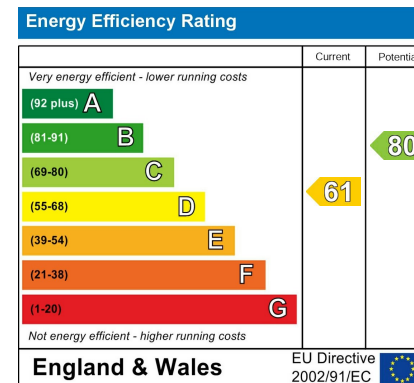 Energy Efficiency Rating
Current Potentia
Very energy efficient - lower running costs
(92 plus) A
(81-91) B
(69-80) C
(55-68) D
(39-54) E
(21-38) F
(1-20) G
61
80
Not energy efficient - higher running costs
England & Wales
EU Directive
2002/91/EC